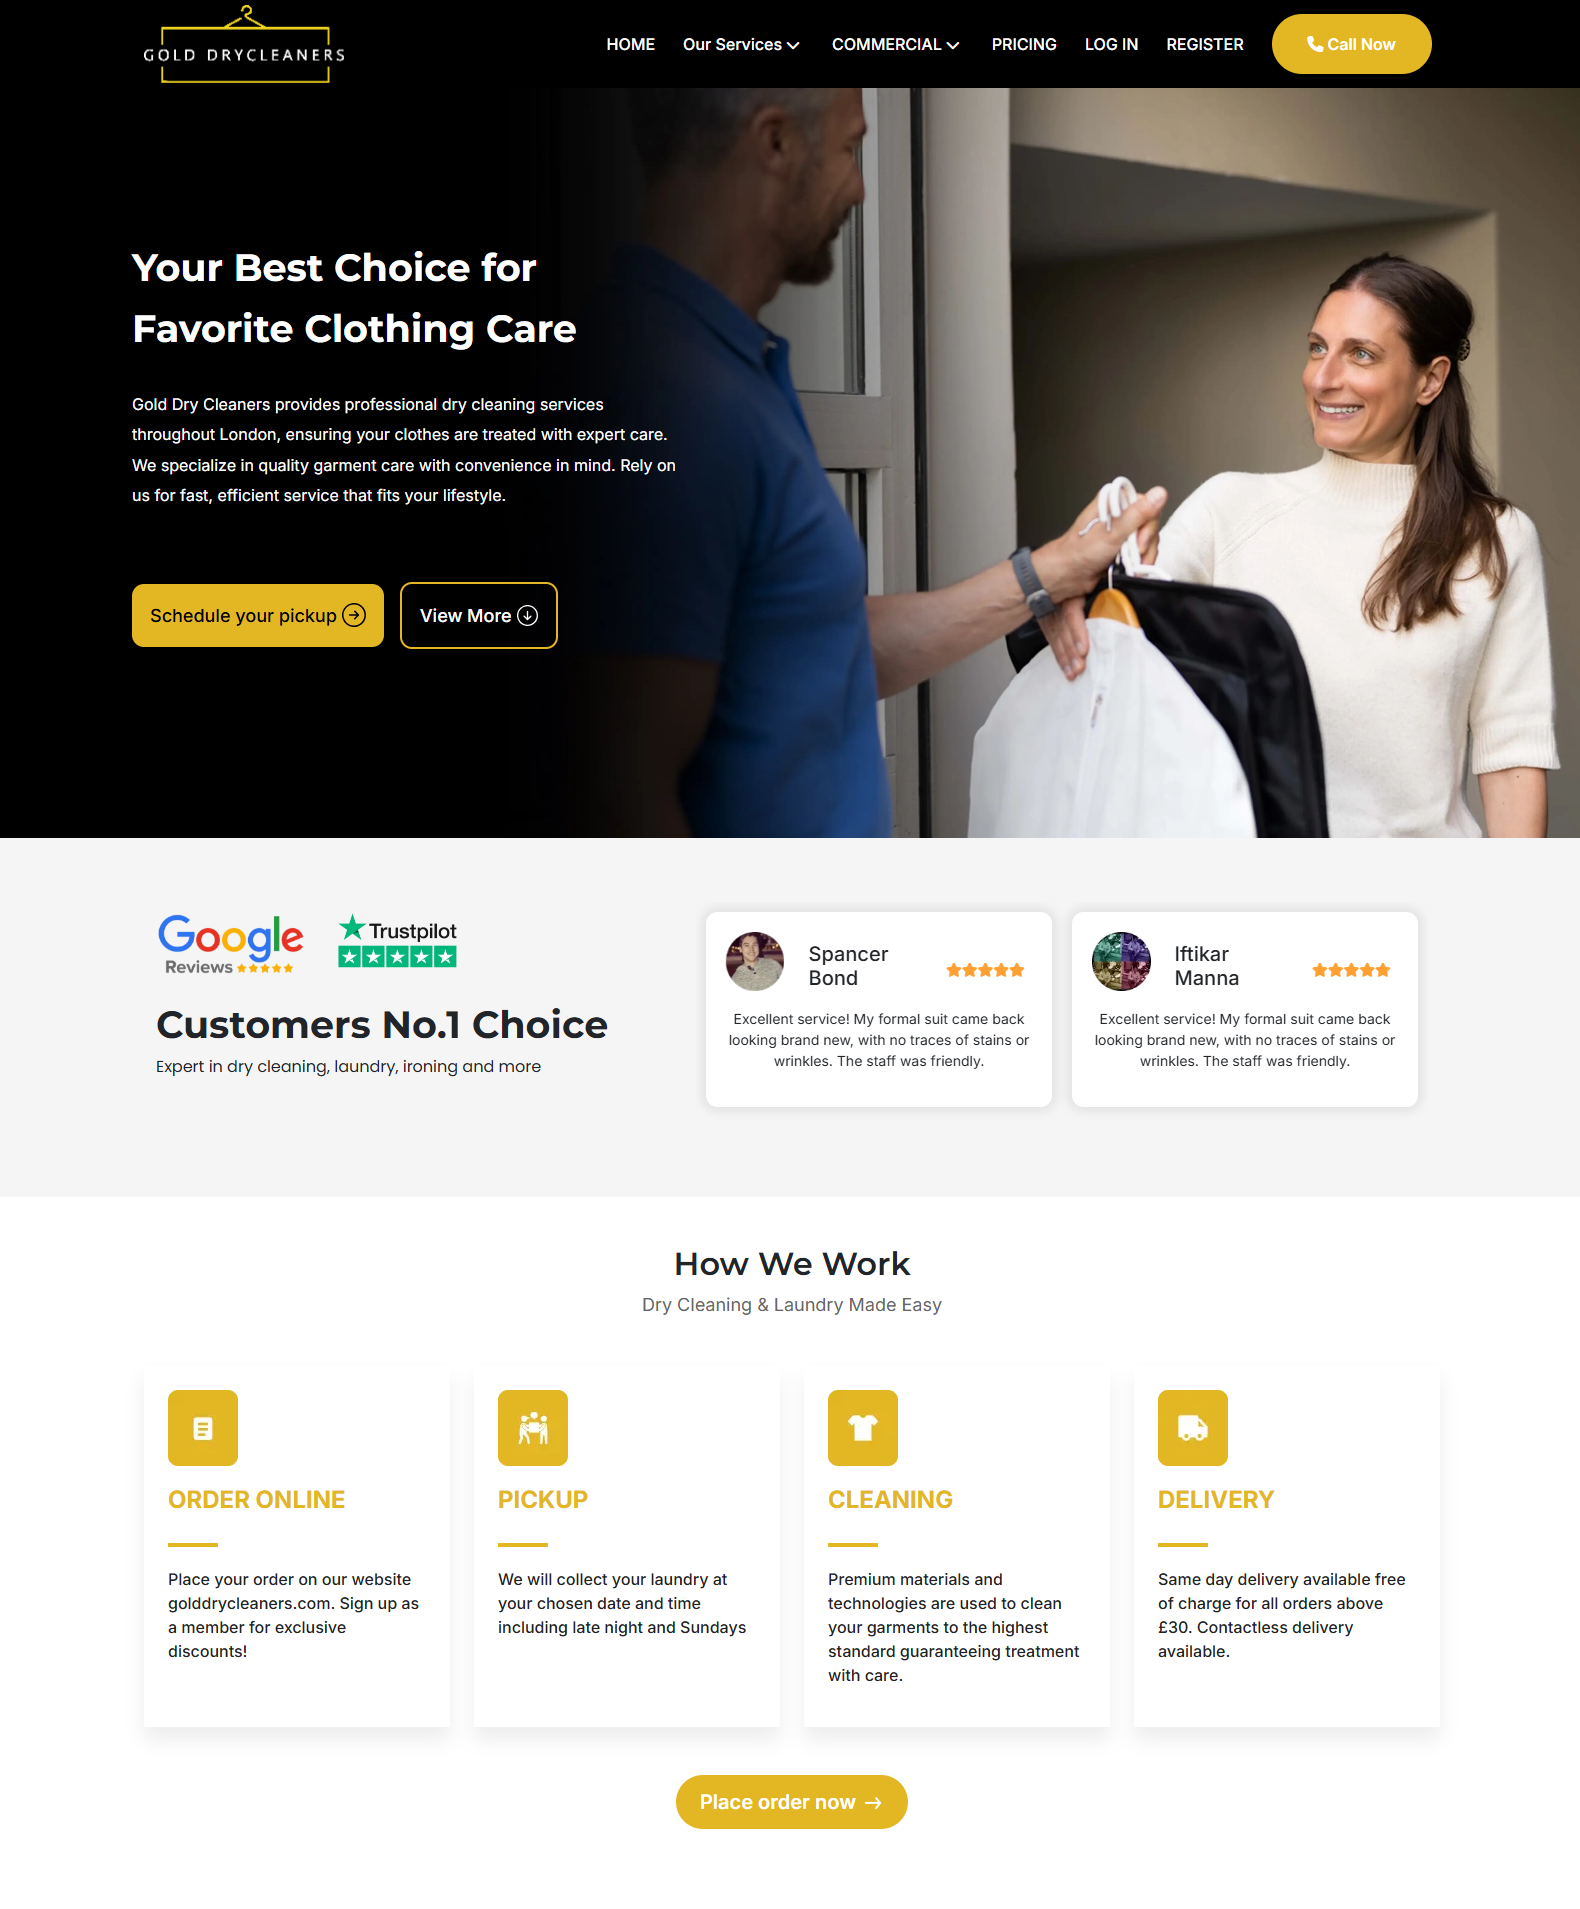 GOLD DRYCLEANERS
HOME
Our Services
COMMERCIAL
PRICING
LOG IN
REGISTER
Call Now
Your Best Choice for
Favorite Clothing Care
Gold Dry Cleaners provides professional dry cleaning services
throughout London, ensuring your clothes are treated with expert care.
We specialize in quality garment care with convenience in mind. Rely on
us for fast, efficient service that fits your lifestyle.
Schedule your pickup
View More
Google
Reviews
Trustpilot
Customers No.1 Choice
Expert in dry cleaning, laundry, ironing and more
Spancer
Bond
Excellent service! My formal suit came back
looking brand new, with no traces of stains or
wrinkles. The staff was friendly.
Iftikar
Manna
Excellent service! My formal suit came back
looking brand new, with no traces of stains or
wrinkles. The staff was friendly.
How We Work
Dry Cleaning & Laundry Made Easy
ORDER ONLINE
Place your order on our website
golddrycleaners.com. Sign up as
a member for exclusive
discounts!
PICKUP
We will collect your laundry at
your chosen date and time
including late night and Sundays
CLEANING
Premium materials and
technologies are used to clean
your garments to the highest
standard guaranteeing treatment
with care.
DELIVERY
Same day delivery available free
of charge for all orders above
£30. Contactless delivery
available.
Place order now →